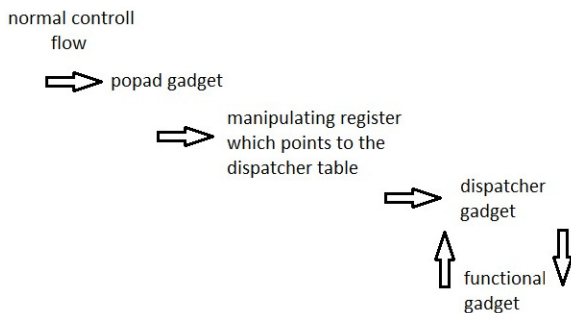 normal controll
flow
popad gadget
manipulating register
which points to the
dispatcher table
dispatcher
gadget
functional
gadget